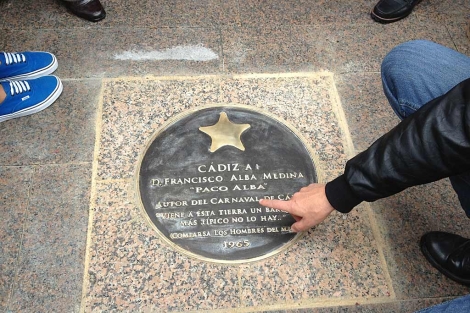 CÁDIZ A:
D. FRANCISCO ALBA MEDINA
"PACO ALBA"
AUTOR DEL CARNAVAL DE
"VIENE A ESTA TIERRA UN
MÁS TÍPICO NO LO HAY...
(COMPARSA LOS HOMBRES DEL
1965